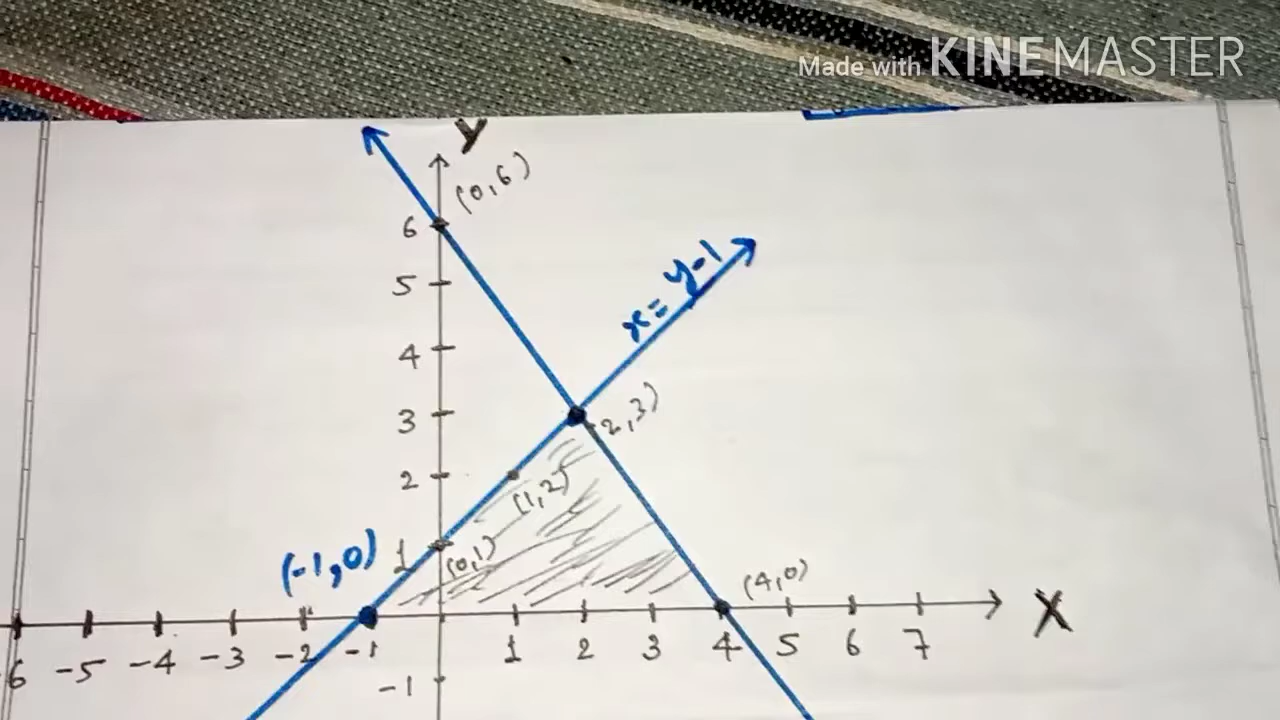 Made with KINEMASTER
Y
(0,6)
6
5
x = y-1
4
3
2,3)
2
(1,2)
(-1,0)
1
(0,1)
(4,0)
X
-6 -5 -4 -3 -2 -1 1 2 3 4 5 6 7
-1